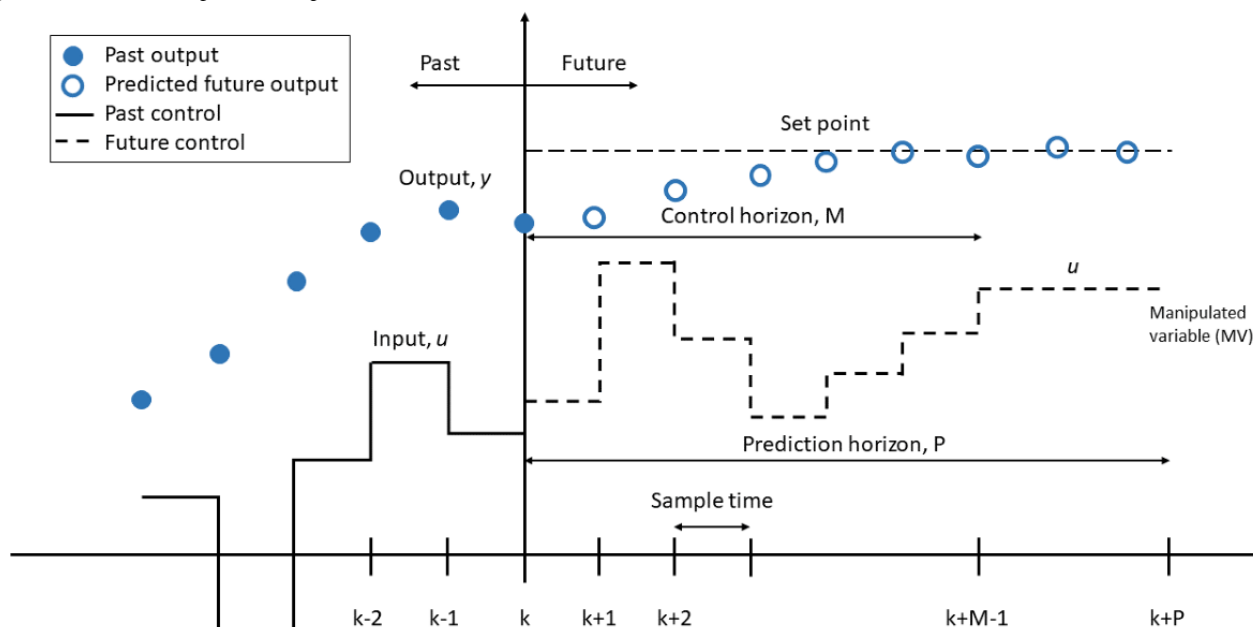 Past output
Predicted future output
Past control
Future control
Past
Future
Set point
Output, y
Control horizon, M
u
Input, u
Manipulated
variable (MV)
Prediction horizon, P
Sample time
k-2
k-1
k
k+1
k+2
k+M-1
k+P